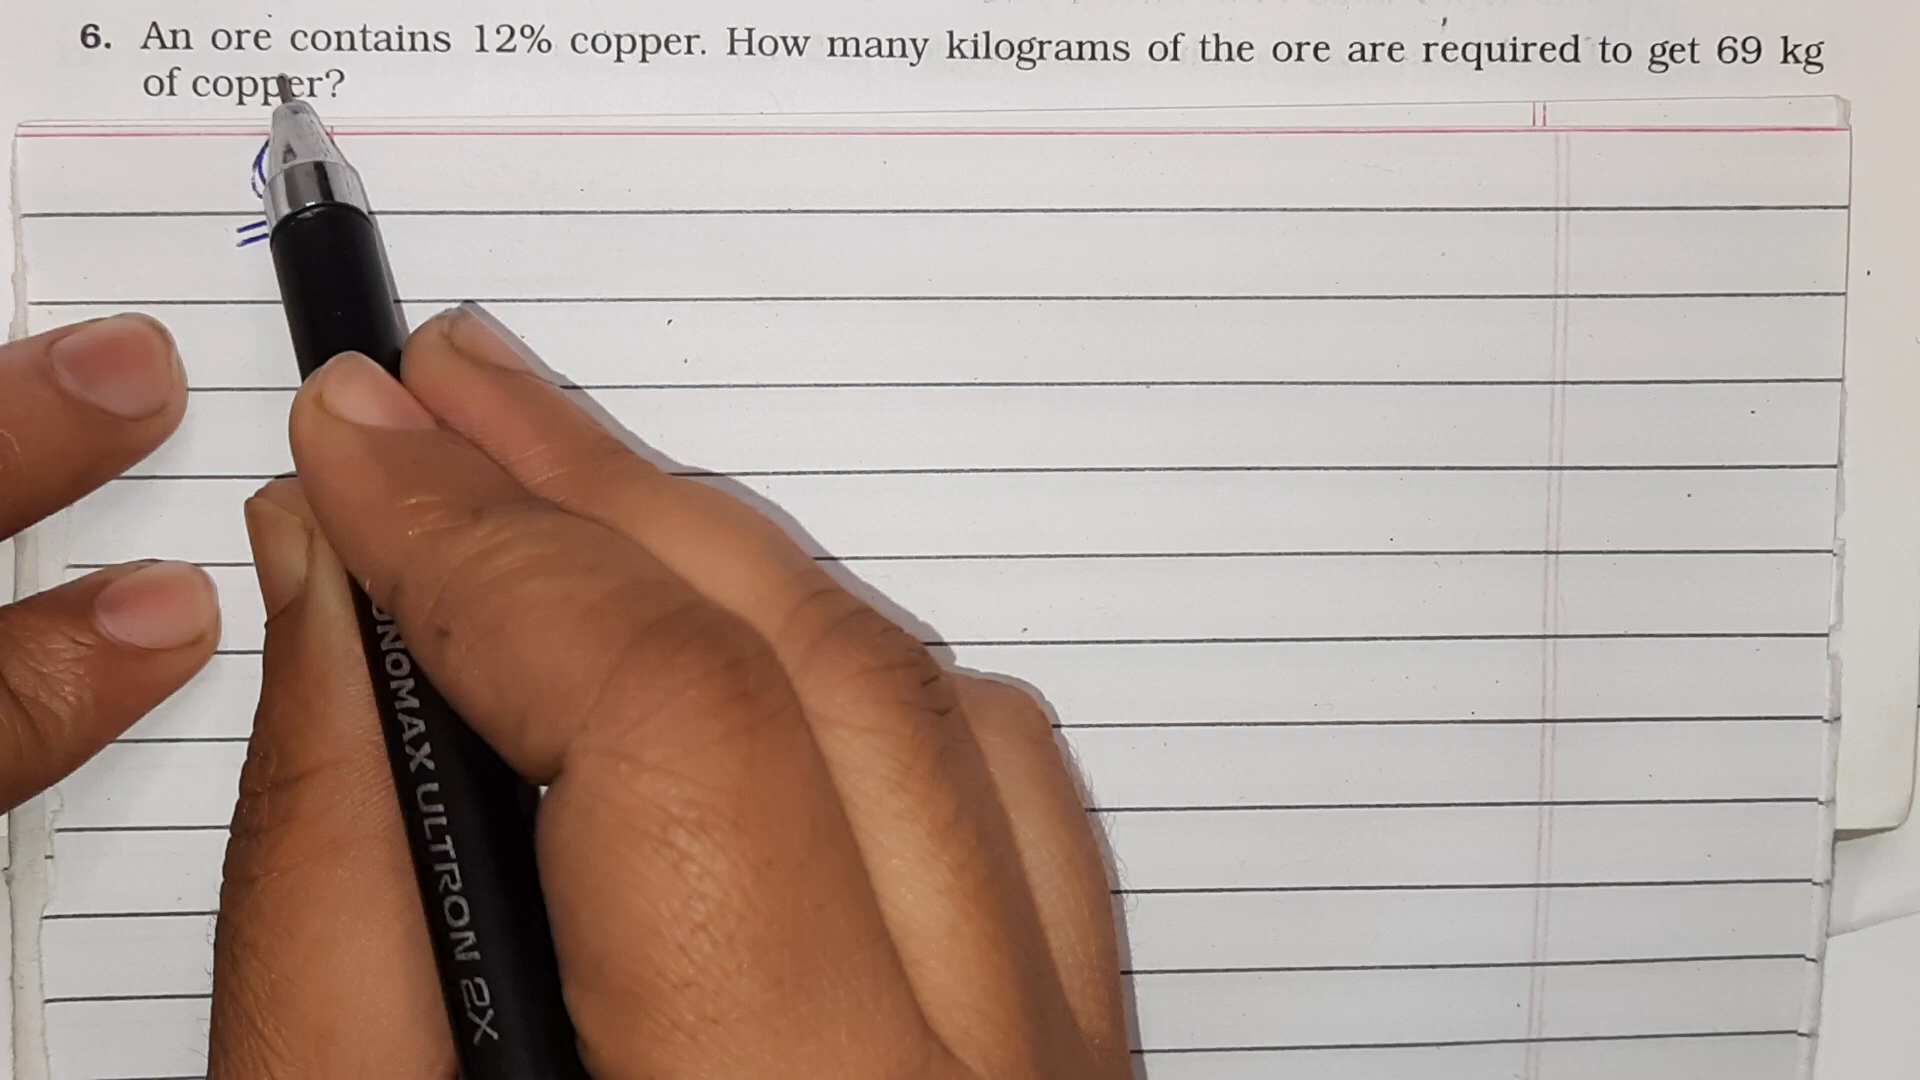 6. An ore contains 12% copper. How many kilograms of the ore are required to get 69 kg
of copper?
UNOMAX ULTRON 2X